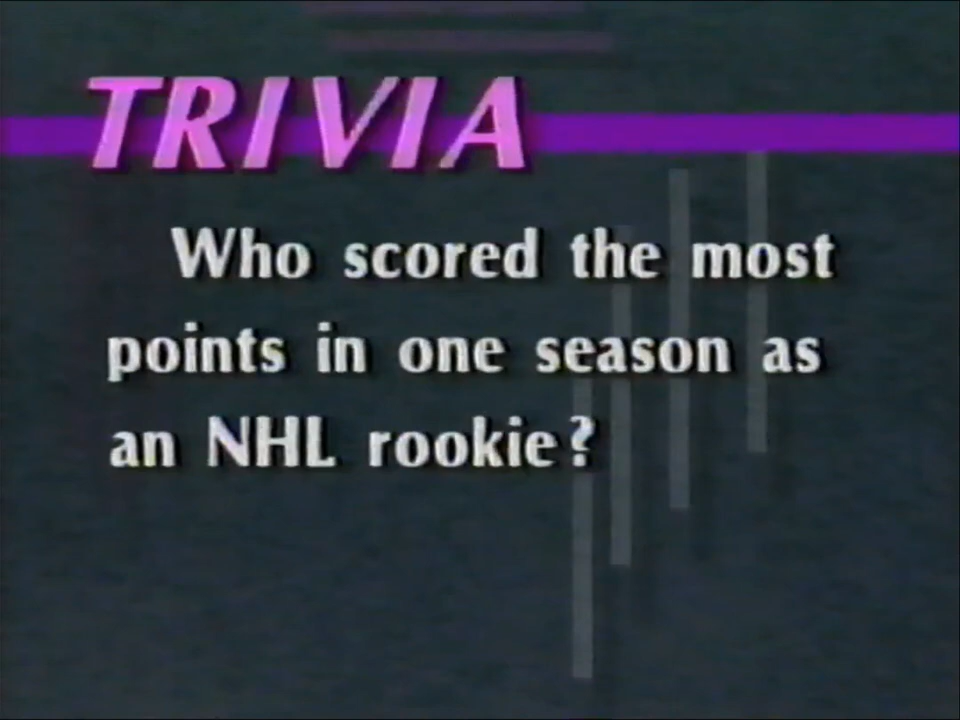 TRIVIA
Who scored the most
points in one season as
an NHL rookie?